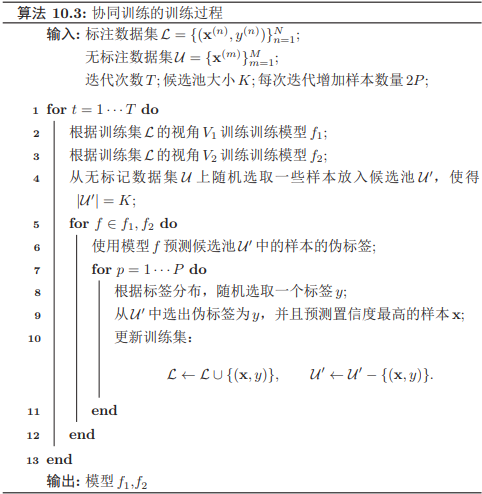 算法 10.3: 协同训练的训练过程
输入: 标注数据集 $\mathcal{L} = \{(\mathbf{x}^{(n)}, y^{(n)})\}_{n=1}^{N}$;
无标注数据集 $\mathcal{U} = \{\mathbf{x}^{(m)}\}_{m=1}^{M}$;
迭代次数 T; 候选池大小 K; 每次迭代增加样本数量 2P;
1 for t = 1 ··· T do
2 根据训练集 $\mathcal{L}$ 的视角 $V_1$ 训练训练模型 $f_1$;
3 根据训练集 $\mathcal{L}$ 的视角 $V_2$ 训练训练模型 $f_2$;
4 从无标记数据集 $\mathcal{U}$ 上随机选取一些样本放入候选池 $\mathcal{U}'$, 使得
$|\mathcal{U}'| = K$;
5 for $f \in f_1, f_2$ do
6 使用模型 f 预测候选池 $\mathcal{U}'$ 中的样本的伪标签;
7 for p = 1 ··· P do
8 根据标签分布, 随机选取一个标签 y;
9 从 $\mathcal{U}'$ 中选出伪标签为 y, 并且预测置信度最高的样本 $\mathbf{x}$;
10 更新训练集:
$\mathcal{L} \leftarrow \mathcal{L} \cup \{(\mathbf{x}, y)\}, \quad \mathcal{U}' \leftarrow \mathcal{U}' - \{(\mathbf{x}, y)\}.$
11 end
12 end
13 end
输出: 模型 $f_1$,$f_2$